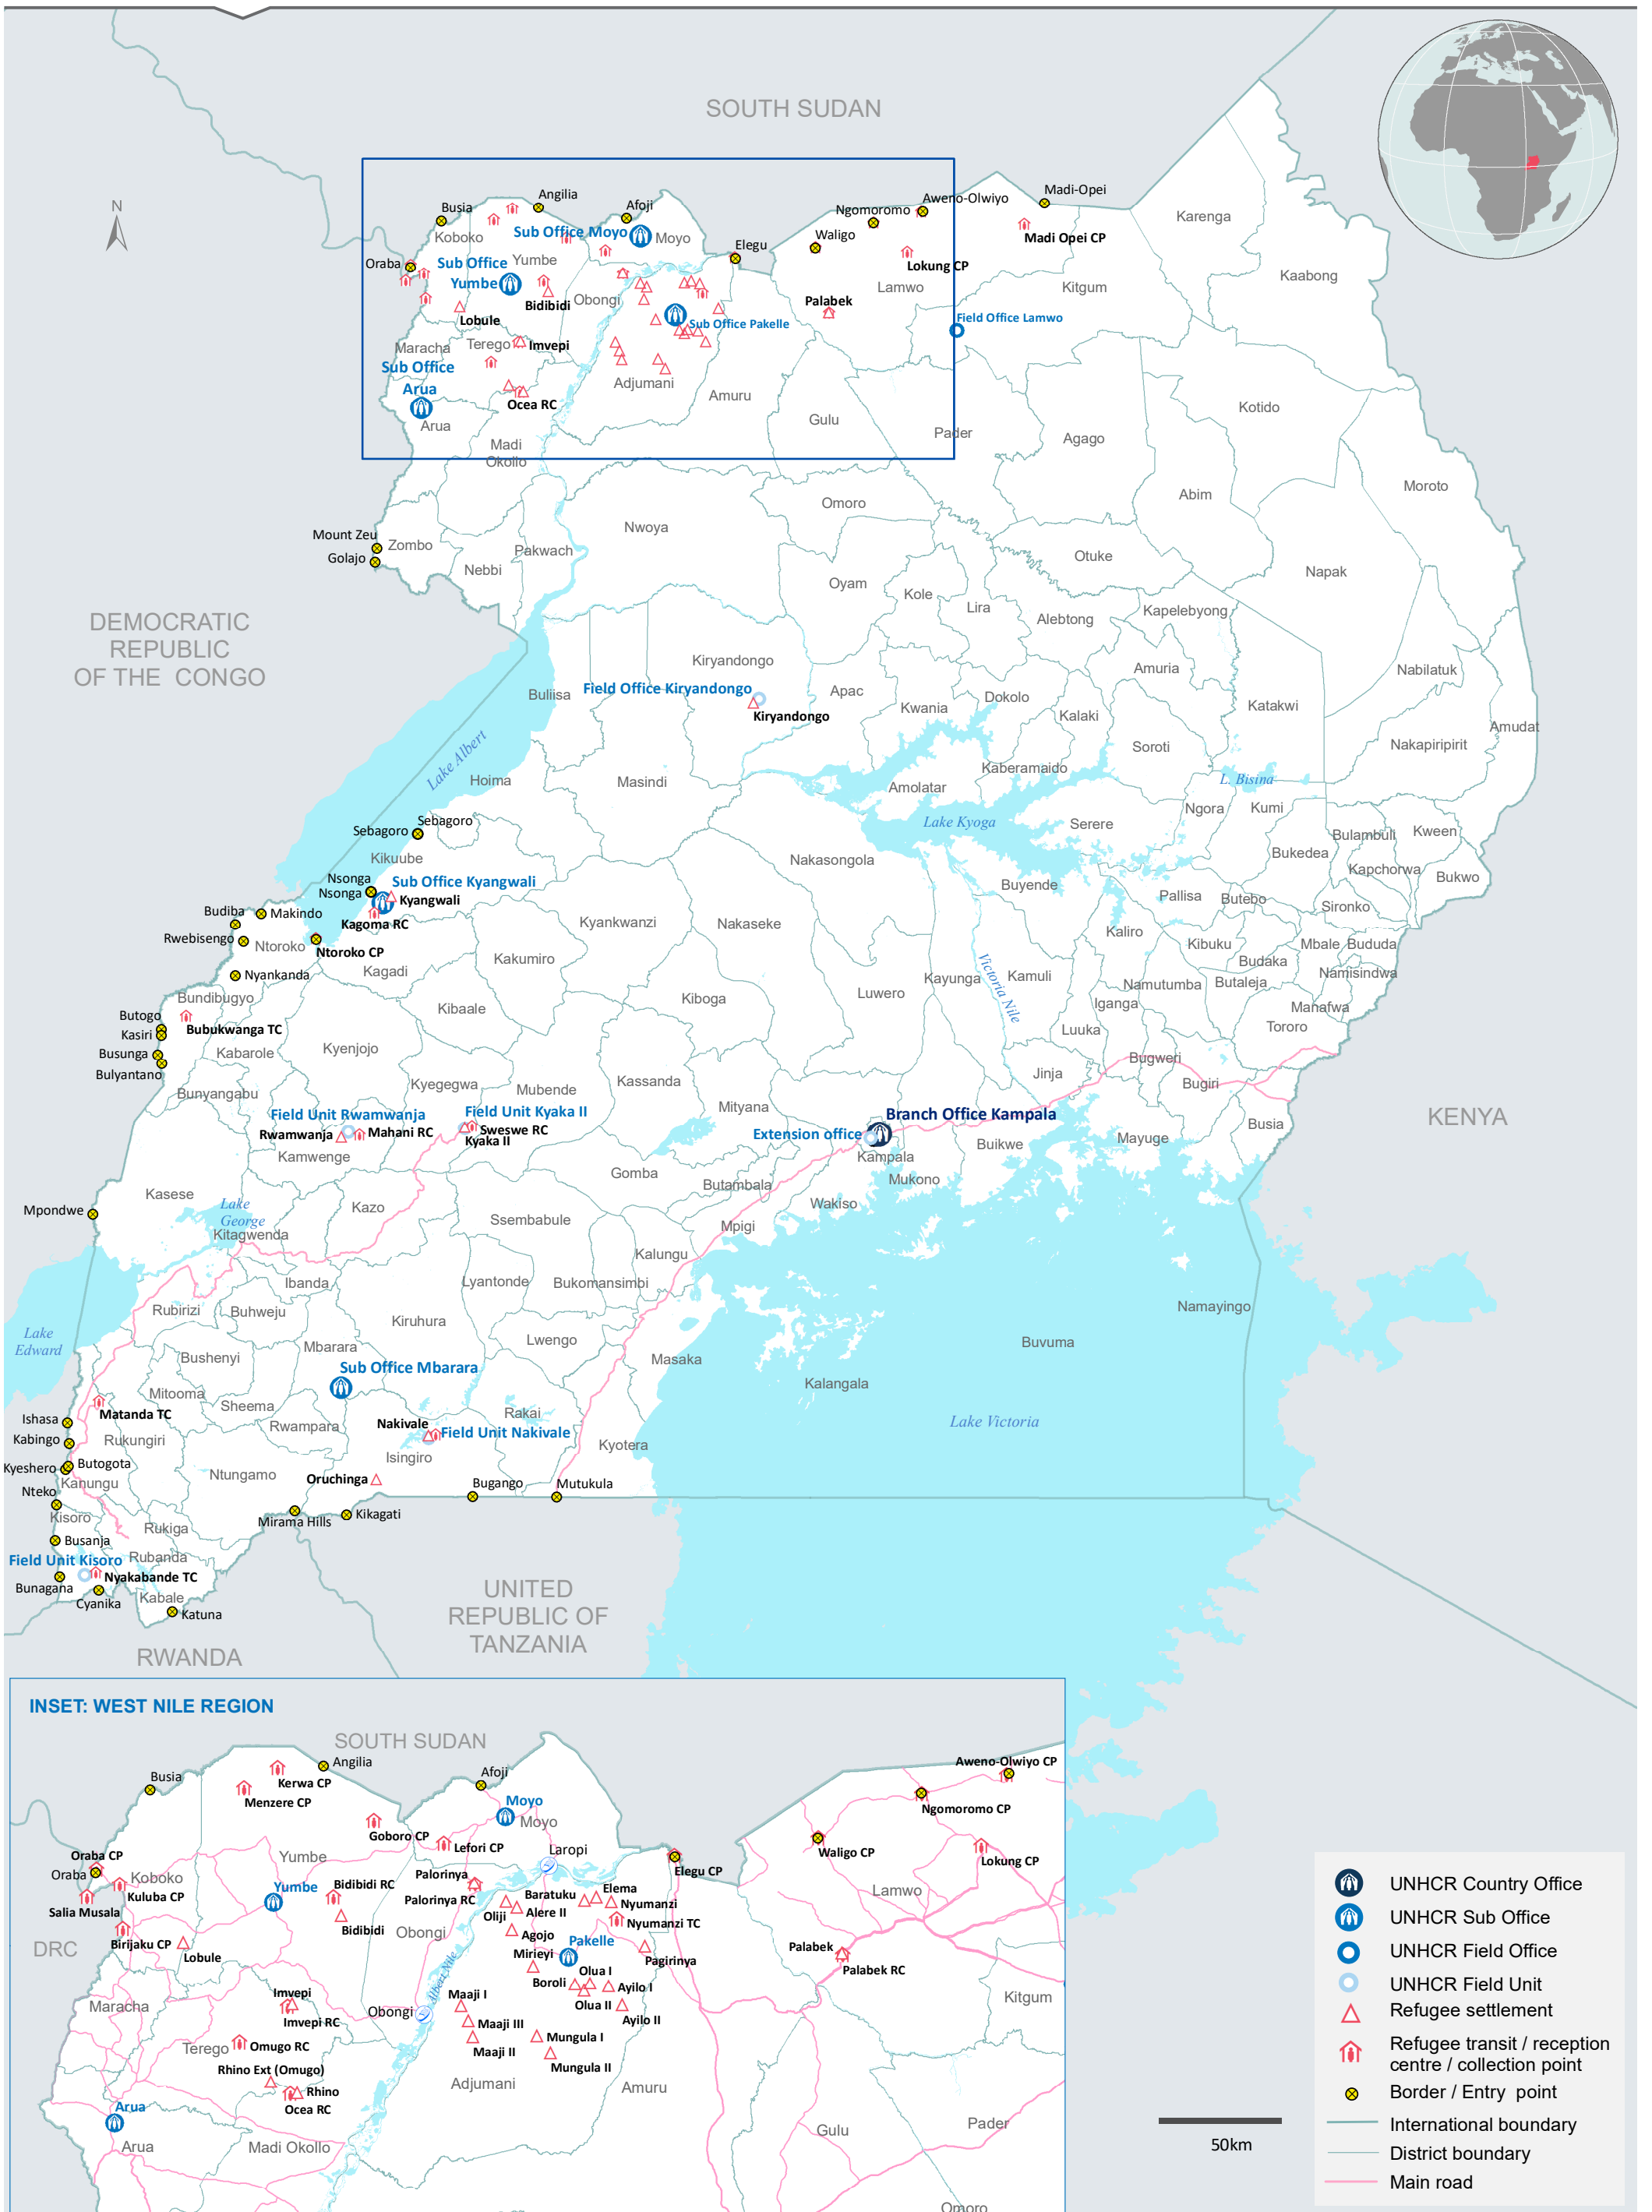 SOUTH SUDAN
N
Angilia
Busia
Afoji
Aweno-Olwiyo
Madi-Opei
Ngomoromo
Karenga
Koboko
Sub Office Moyo
Moyo
Waligo
Madi Opei CP
Elegu
Oraba
Sub Office
Yumbe
Yumbe
Lokung CP
Kaabong
Bidibidi
Obongi
Lamwo
Kitgum
Palabek
Lobule
Sub Office Pakelle
Field Office Lamwo
Maracha
Terego
Imvepi
Sub Office
Arua
Adjumani
Amuru
Ocea RC
Kotido
Arua
Gulu
Pader
Agago
Madi
Okollo
Moroto
Abim
Omoro
Nwoya
Mount Zeu
Zombo
Golajo
Pakwach
Nebbi
Otuke
Napak
Oyam
Kole
Lira
Kapelebyong
Alebtong
DEMOCRATIC
REPUBLIC
OF THE CONGO
Kiryandongo
Amuria
Nabilatuk
Buliisa
Field Office Kiryandongo
Apac
Dokolo
Kiryandongo
Kwania
Kalaki
Katakwi
Amudat
Soroti
Nakapiripirit
Lake Albert
Hoima
Masindi
Kaberamaido
L. Bisina
Amolatar
Ngora
Kumi
Sebagoro
Sebagoro
Lake Kyoga
Serere
Bulambuli
Kween
Kikuube
Nakasongola
Bukedea
Kapchorwa
Bukwo
Nsonga
Nsonga
Sub Office Kyangwali
Kyangwali
Buyende
Pallisa
Butebo
Sironko
Budiba
Makindo
Kagoma RC
Kyankwanzi
Nakaseke
Rwebisengo
Ntoroko
Ntoroko CP
Kaliro
Kibuku
Mbale
Bududa
Kakumiro
Budaka
Nyankanda
Kagadi
Kayunga
Kamuli
Namutumba
Butaleja
Namisindwa
Victoria Nile
Bundibugyo
Kibaale
Kiboga
Luwero
Iganga
Manafwa
Butogo
Bubukwanga TC
Luuka
Tororo
Kasiri
Busunga
Kabarole
Kyenjojo
Bugweri
Bulyantano
Jinja
Bugiri
Bunyangabu
Kyegegwa
Mubende
Kassanda
Mityana
Field Unit Rwamwanja
Field Unit Kyaka II
Branch Office Kampala
KENYA
Rwamwanja
Mahani RC
Sweswe RC
Kyaka II
Extension office
Busia
Kamwenge
Kampala
Buikwe
Mayuge
Gomba
Mukono
Butambala
Kasese
Wakiso
Mpondwe
Lake
George
Kazo
Ssembabule
Mpigi
Kitagwenda
Kalungu
Ibanda
Lyantonde
Bukomansimbi
Rubirizi
Buhweju
Kiruhura
Namayingo
Lake
Edward
Mbarara
Lwengo
Buvuma
Bushenyi
Masaka
Sub Office Mbarara
Kalangala
Mitooma
Sheema
Matanda TC
Rwampara
Nakivale
Rakai
Lake Victoria
Ishasa
Field Unit Nakivale
Kabingo
Rukungiri
Kyotera
Isingiro
Kyeshero
Butogota
Ntungamo
Oruchinga
Kanungu
Bugango
Mutukula
Nteko
Kisoro
Mirama Hills
Kikagati
Rukiga
Busanja
Rubanda
Field Unit Kisoro
Nyakabande TC
Bunagana
Cyanika
Kabale
Katuna
UNITED
REPUBLIC OF
TANZANIA
RWANDA
INSET: WEST NILE REGION
SOUTH SUDAN
Angilia
Aweno-Olwiyo CP
Busia
Kerwa CP
Afoji
Menzere CP
Moyo
Moyo
Ngomoromo CP
Goboro CP
Lefori CP
Laropi
Waligo CP
Oraba CP
Yumbe
Lokung CP
Oraba
Koboko
Palorinya
Elegu CP
Kuluba CP
Yumbe
Bidibidi RC
Palorinya RC
Baratuku
Elema
Lamwo
Salia Musala
Oliji
Alere II
Nyumanzi
Bidibidi
Obongi
Nyumanzi TC
Birijaku CP
Agojo
DRC
Lobule
Mirieyi
Pakelle
Palabek
Pagirinya
Olua I
Palabek RC
Boroli
Ayilo I
Imvepi
Maaji I
Olua II
Kitgum
Maracha
Imvepi RC
Obongi
Albert Nile
Ayilo II
Maaji III
Omugo RC
Mungula I
Terego
Maaji II
Rhino Ext (Omugo)
Mungula II
Rhino
Adjumani
Amuru
Ocea RC
Arua
Gulu
Pader
Arua
Madi Okollo
Omoro
UNHCR Country Office
UNHCR Sub Office
UNHCR Field Office
UNHCR Field Unit
Refugee settlement
Refugee transit / reception
centre / collection point
Border / Entry point
International boundary
District boundary
Main road
50km